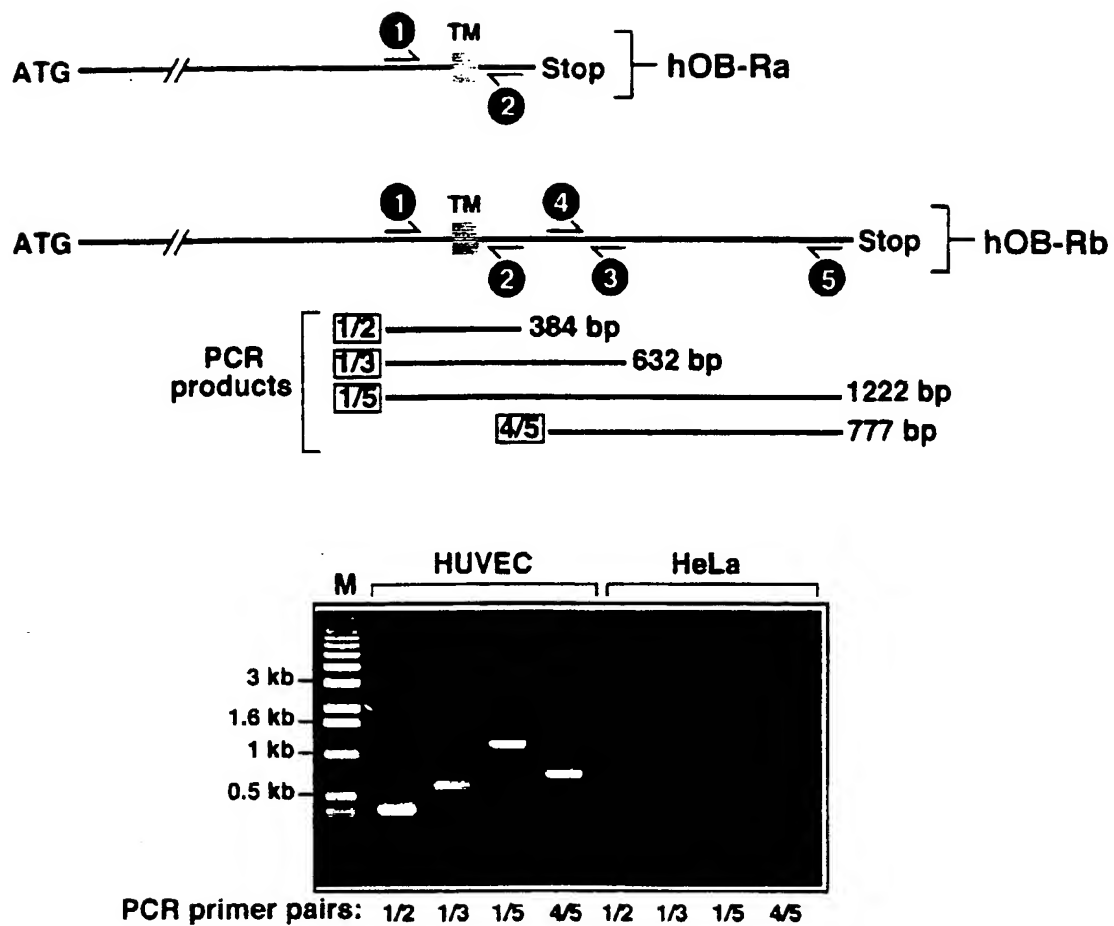 1 TM
ATG Stop hOB-Ra
2
1 TM 4
ATG Stop hOB-Rb
2 3 5
PCR products
1/2 384 bp
1/3 632 bp
1/5 1222 bp
4/5 777 bp
HUVEC HeLa
M
3 kb
1.6 kb
1 kb
0.5 kb
PCR primer pairs: 1/2 1/3 1/5 4/5 1/2 1/3 1/5 4/5